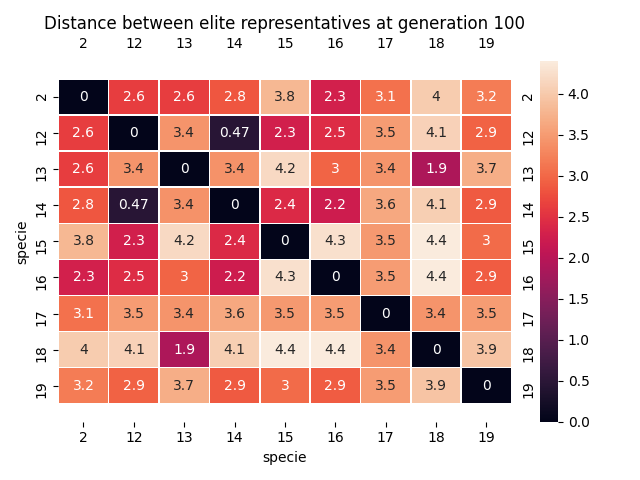 Distance between elite representatives at generation 100
2 12 13 14 15 16 17 18 19
2 0 2.6 2.6 2.8 3.8 2.3 3.1 4 3.2 2
12 2.6 0 3.4 0.47 2.3 2.5 3.5 4.1 2.9 12
13 2.6 3.4 0 3.4 4.2 3 3.4 1.9 3.7 13
14 2.8 0.47 3.4 0 2.4 2.2 3.6 4.1 2.9 14
15 3.8 2.3 4.2 2.4 0 4.3 3.5 4.4 3 15
16 2.3 2.5 3 2.2 4.3 0 3.5 4.4 2.9 16
17 3.1 3.5 3.4 3.6 3.5 3.5 0 3.4 3.5 17
18 4 4.1 1.9 4.1 4.4 4.4 3.4 0 3.9 18
19 3.2 2.9 3.7 2.9 3 2.9 3.5 3.9 0 19
2 12 13 14 15 16 17 18 19
specie
specie
4.0
3.5
3.0
2.5
2.0
1.5
1.0
0.5
0.0